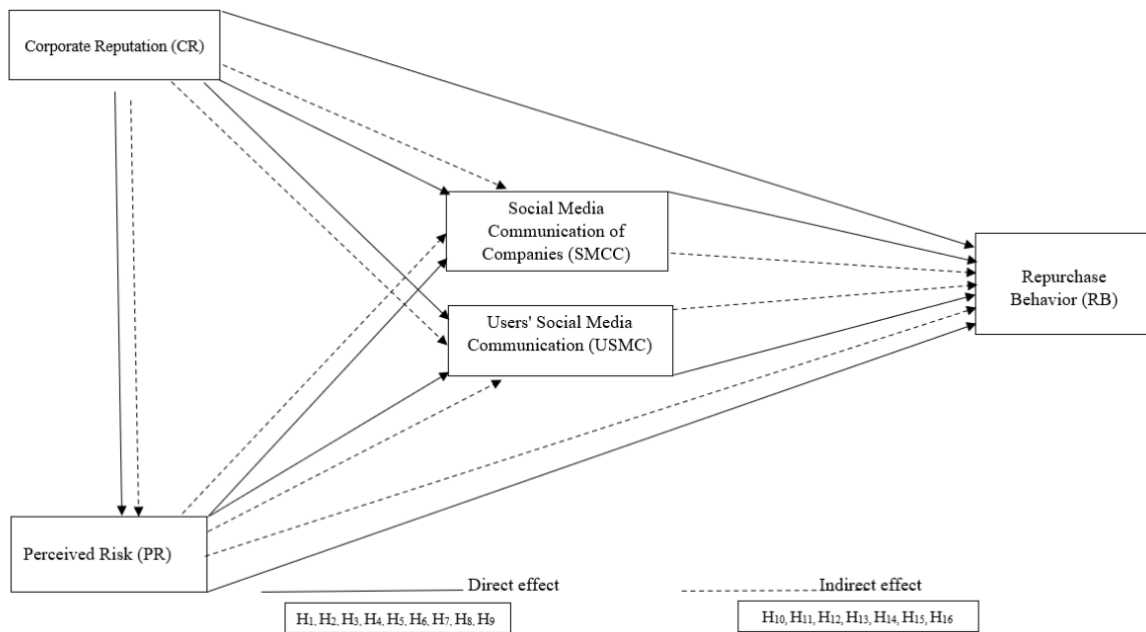 Corporate Reputation (CR)
Social Media
Communication of
Companies (SMCC)
Repurchase
Behavior (RB)
Users' Social Media
Communication (USMC)
Perceived Risk (PR)
Direct effect
Indirect effect
H1, H2, H3, H4, H5, H6, H7, H8, H9
H10, H11, H12, H13, H14, H15, H16